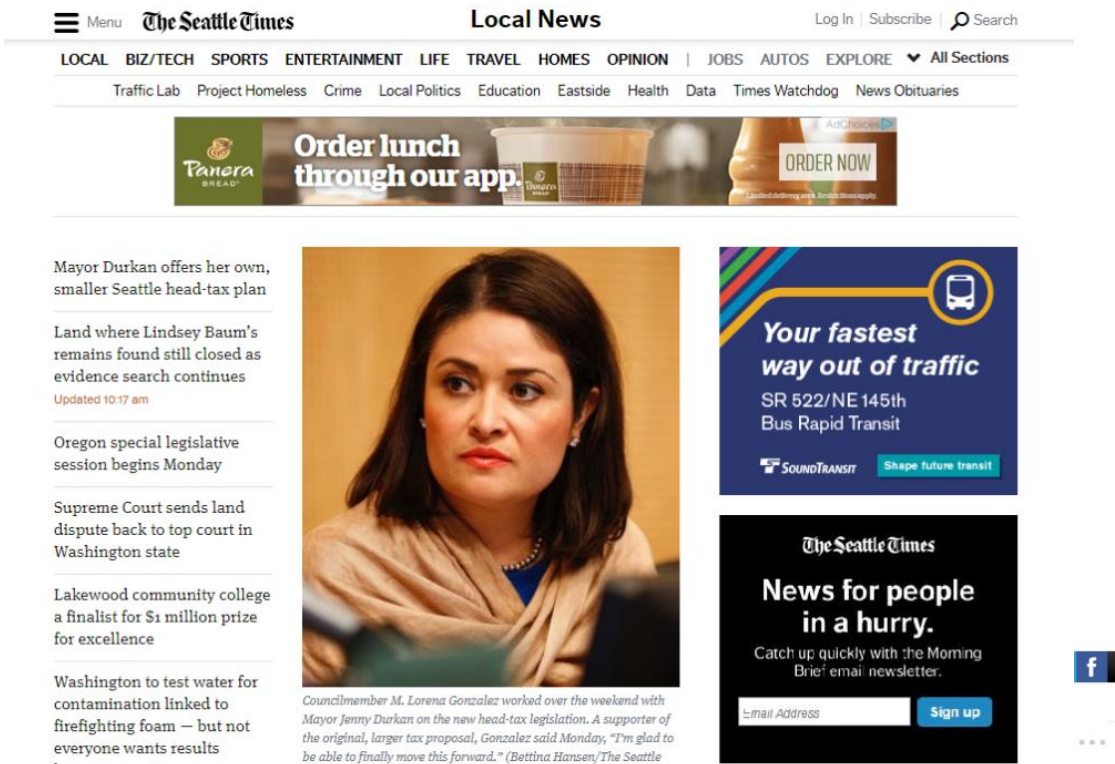 Menu The Seattle Times Local News Log In | Subscribe | Search
LOCAL BIZ/TECH SPORTS ENTERTAINMENT LIFE TRAVEL HOMES OPINION | JOBS AUTOS EXPLORE All Sections
Traffic Lab Project Homeless Crime Local Politics Education Eastside Health Data Times Watchdog News Obituaries
AdChoices
Panera
BREAD
Order lunch
through our app.
Panera
ORDER NOW
Limited delivery area. Restrictions apply.
Mayor Durkan offers her own,
smaller Seattle head-tax plan
Land where Lindsey Baum's
remains found still closed as
evidence search continues
Updated 10:17 am
Oregon special legislative
session begins Monday
Supreme Court sends land
dispute back to top court in
Washington state
Lakewood community college
a finalist for $1 million prize
for excellence
Washington to test water for
contamination linked to
firefighting foam — but not
everyone wants results
Councilmember M. Lorena Gonzalez worked over the weekend with
Mayor Jenny Durkan on the new head-tax legislation. A supporter of
the original, larger tax proposal, Gonzalez said Monday, "I'm glad to
be able to finally move this forward." (Bettina Hansen/The Seattle
Your fastest
way out of traffic
SR 522/NE 145th
Bus Rapid Transit
SOUNDTRANSIT Shape future transit
The Seattle Times
News for people
in a hurry.
Catch up quickly with the Morning
Brief email newsletter.
Email Address Sign up
f